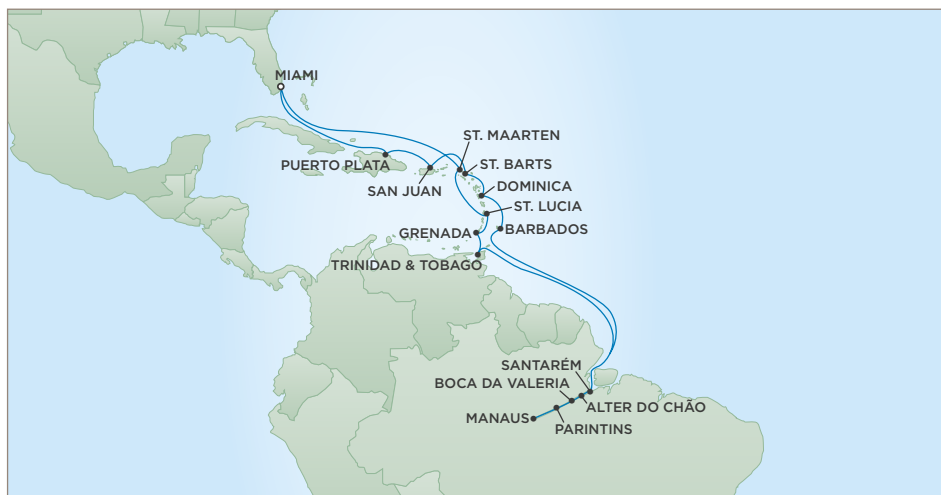 MIAMI
ST. MAARTEN
PUERTO PLATA
ST. BARTS
SAN JUAN
DOMINICA
ST. LUCIA
GRENADA
BARBADOS
TRINIDAD & TOBAGO
SANTARÉM
BOCA DA VALERIA
ALTER DO CHÃO
MANAUS
PARINTINS